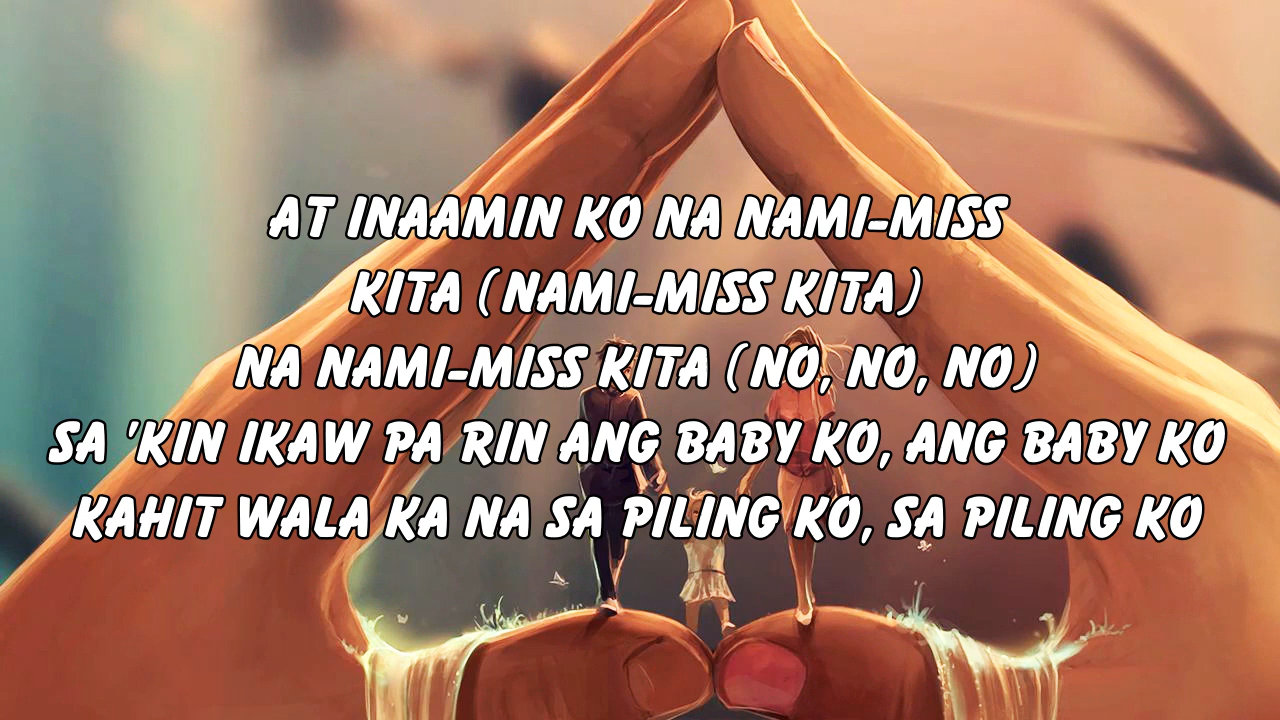 AT INAAMIN KO NA NAMI-MISS
KITA (NAMI-MISS KITA)
NA NAMI-MISS KITA (NO, NO, NO)
SA 'KIN IKAW PA RIN ANG BABY KO, ANG BABY KO
KAHIT WALA KA NA SA PILING KO, SA PILING KO